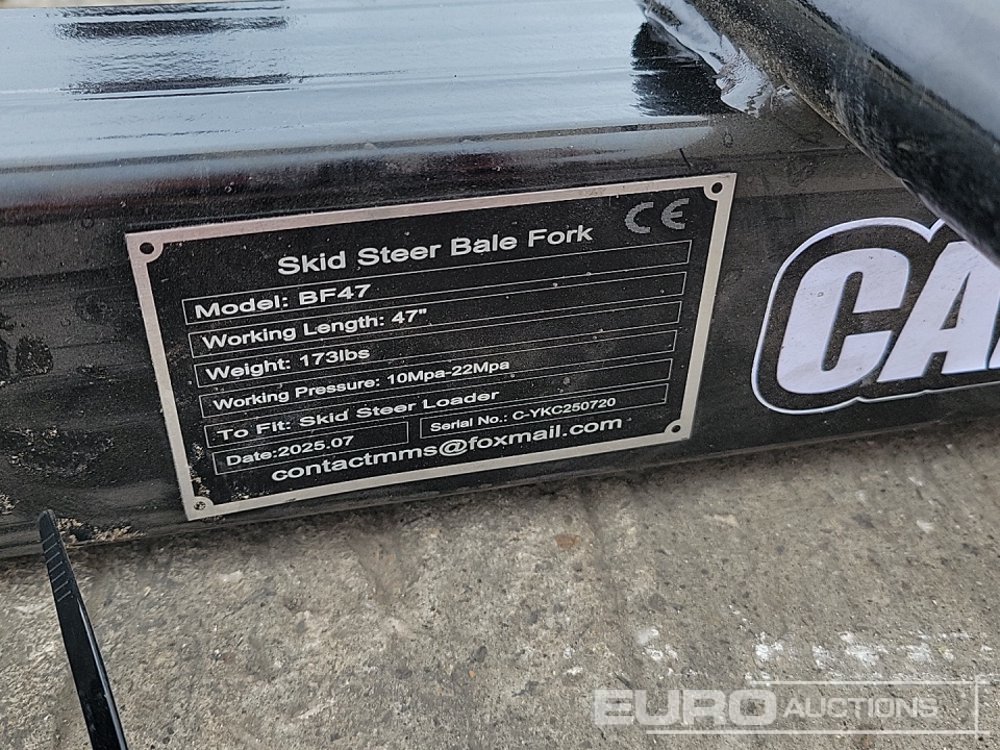 Skid Steer Bale Fork CE
Model: BF47
Working Length: 47"
Weight: 173lbs
Working Pressure: 10Mpa-22Mpa
To Fit: Skid Steer Loader
Date:2025.07 Serial No.: C-YKC250720
contactmms@foxmail.com
CA
EURO AUCTIONS